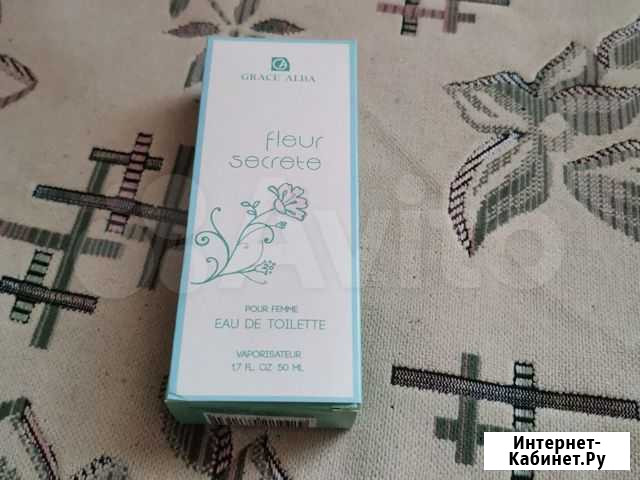 GRACE ALBA
fleur
secrete
POUR FEMME
EAU DE TOILETTE
VAPORISATEUR
1.7 FL. OZ 50 ML
Avito
Интернет-
Кабинет.Ру